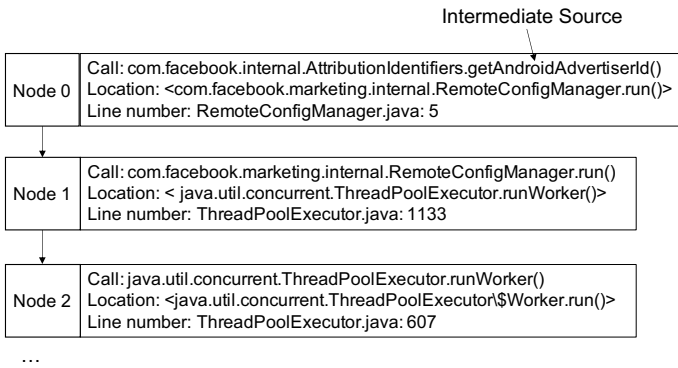 Intermediate Source
Node 0
Call: com.facebook.internal.AttributionIdentifiers.getAndroidAdvertiserId()
Location: <com.facebook.marketing.internal.RemoteConfigManager.run()>
Line number: RemoteConfigManager.java: 5
Node 1
Call: com.facebook.marketing.internal.RemoteConfigManager.run()
Location: < java.util.concurrent.ThreadPoolExecutor.runWorker()>
Line number: ThreadPoolExecutor.java: 1133
Node 2
Call: java.util.concurrent.ThreadPoolExecutor.runWorker()
Location: <java.util.concurrent.ThreadPoolExecutor\$Worker.run()>
Line number: ThreadPoolExecutor.java: 607
…